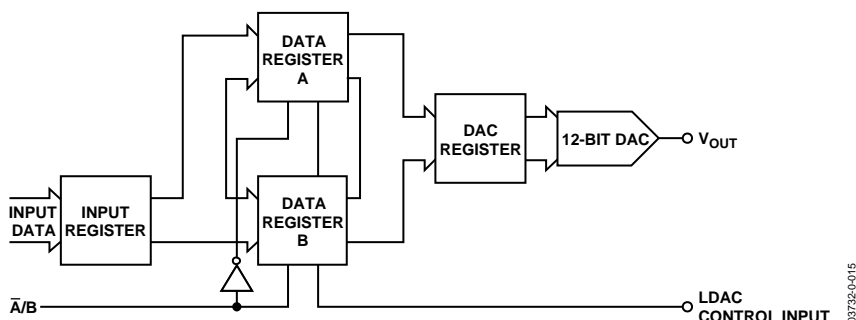 DATA
REGISTER
A
DAC
REGISTER
12-BIT DAC
VOUT
INPUT
DATA
INPUT
REGISTER
DATA
REGISTER
B
A̅/B
LDAC
CONTROL INPUT
03732-0-015